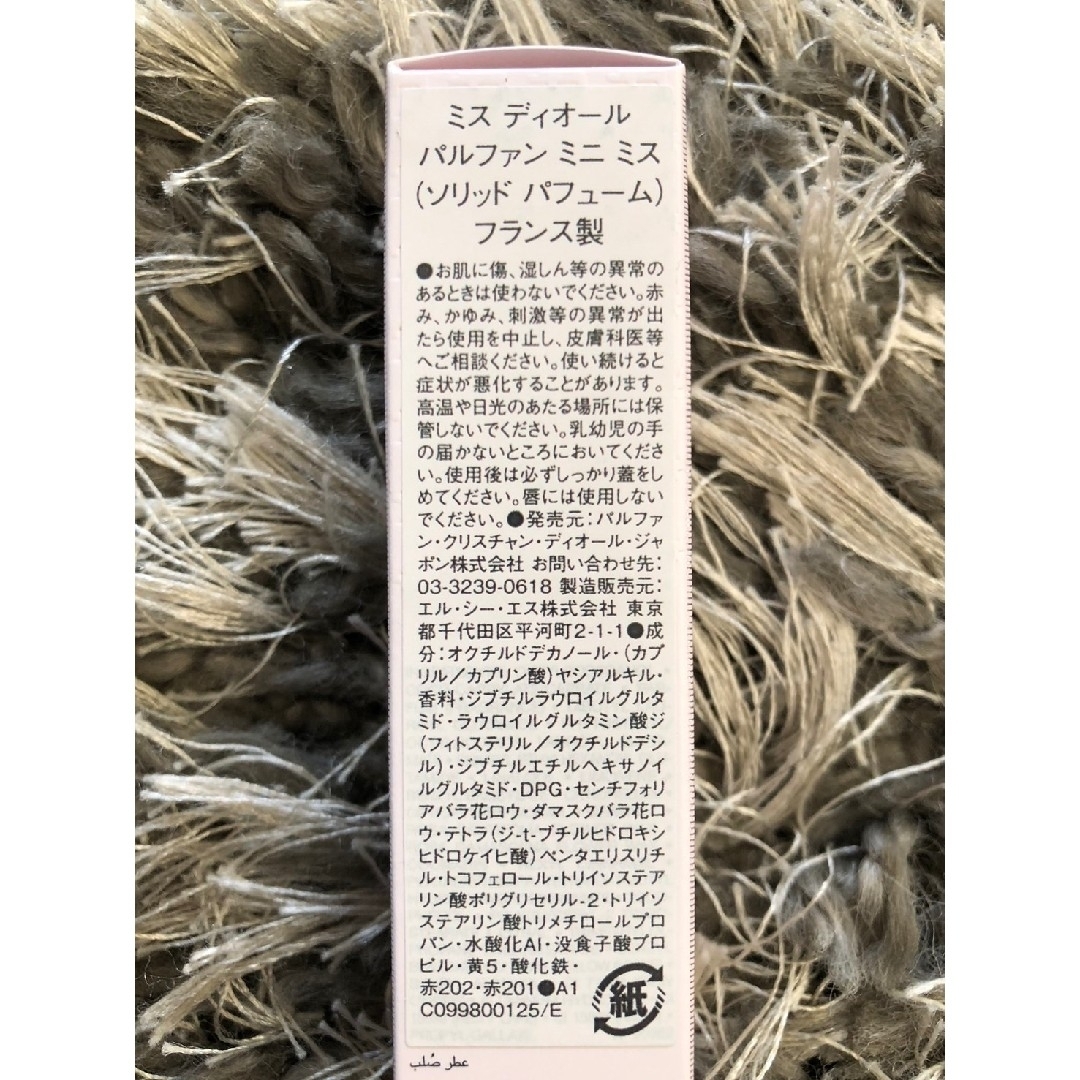 ミス ディオール
パルファン ミニ ミス
(ソリッド パフューム)
フランス製
●お肌に傷、湿しん等の異常の
あるときは使わないでください。赤
み、かゆみ、刺激等の異常が出
たら使用を中止し、皮膚科医等
へご相談ください。使い続けると
症状が悪化することがあります。
高温や日光のあたる場所には保
管しないでください。乳幼児の手
の届かないところにおいてくださ
い。使用後は必ずしっかり蓋をし
めてください。唇には使用しない
でください。●発売元:パルファ
ン・クリスチャン・ディオール・ジャ
ポン株式会社 お問い合わせ先:
03-3239-0618 製造販売元:
エル・シー・エス株式会社 東京
都千代田区平河町2-1-1●成
分:オクチルドデカノール・(カプ
リル/カプリン酸)ヤシアルキル・
香料・ジブチルラウロイルグルタ
ミド・ラウロイルグルタミン酸ジ
(フィトステリル/オクチルドデシ
ル)・ジブチルエチルヘキサノイ
ルグルタミド・DPG・センチフォリ
アバラ花ロウ・ダマスクバラ花ロ
ウ・テトラ(ジ-t-ブチルヒドロキシ
ヒドロケイヒ酸)ペンタエリスリチ
ル・トコフェロール・トリイソステア
リン酸ポリグリセリル-2・トリイソ
ステアリン酸トリメチロールプロ
パン・水酸化Al・没食子酸プロ
ピル・黄5・酸化鉄・
赤202・赤201●A1
C099800125/E
紙
عطر صُلب